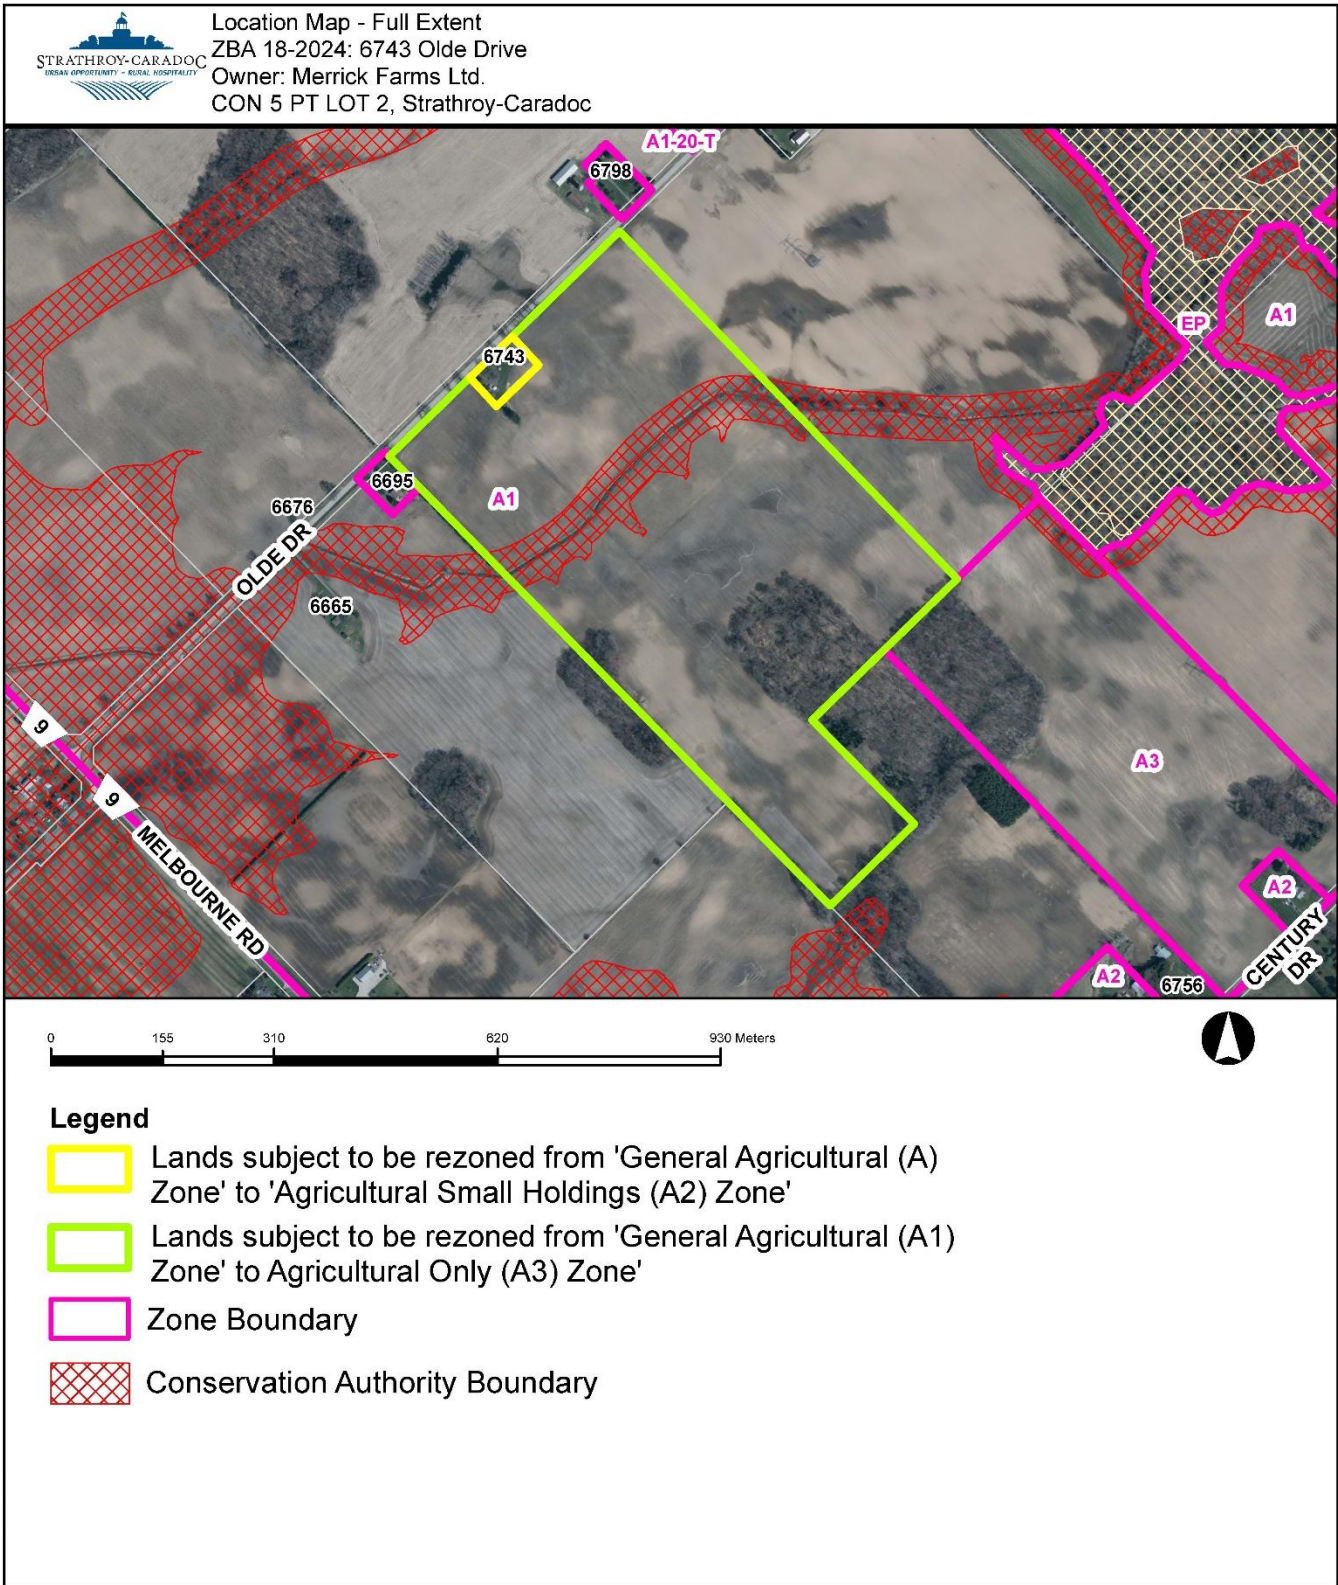 STRATHROY-CARADOC
URBAN OPPORTUNITY ~ RURAL HOSPITALITY
Location Map - Full Extent
ZBA 18-2024: 6743 Olde Drive
Owner: Merrick Farms Ltd.
CON 5 PT LOT 2, Strathroy-Caradoc
A1-20-T
6798
EP
A1
6743
6695
A1
6676
OLDE DR
6665
9
9
MELBOURNE RD
A3
A2
CENTURY
DR
A2
6756
0 155 310 620 930 Meters
Legend
Lands subject to be rezoned from 'General Agricultural (A)
Zone' to 'Agricultural Small Holdings (A2) Zone'
Lands subject to be rezoned from 'General Agricultural (A1)
Zone' to Agricultural Only (A3) Zone'
Zone Boundary
Conservation Authority Boundary